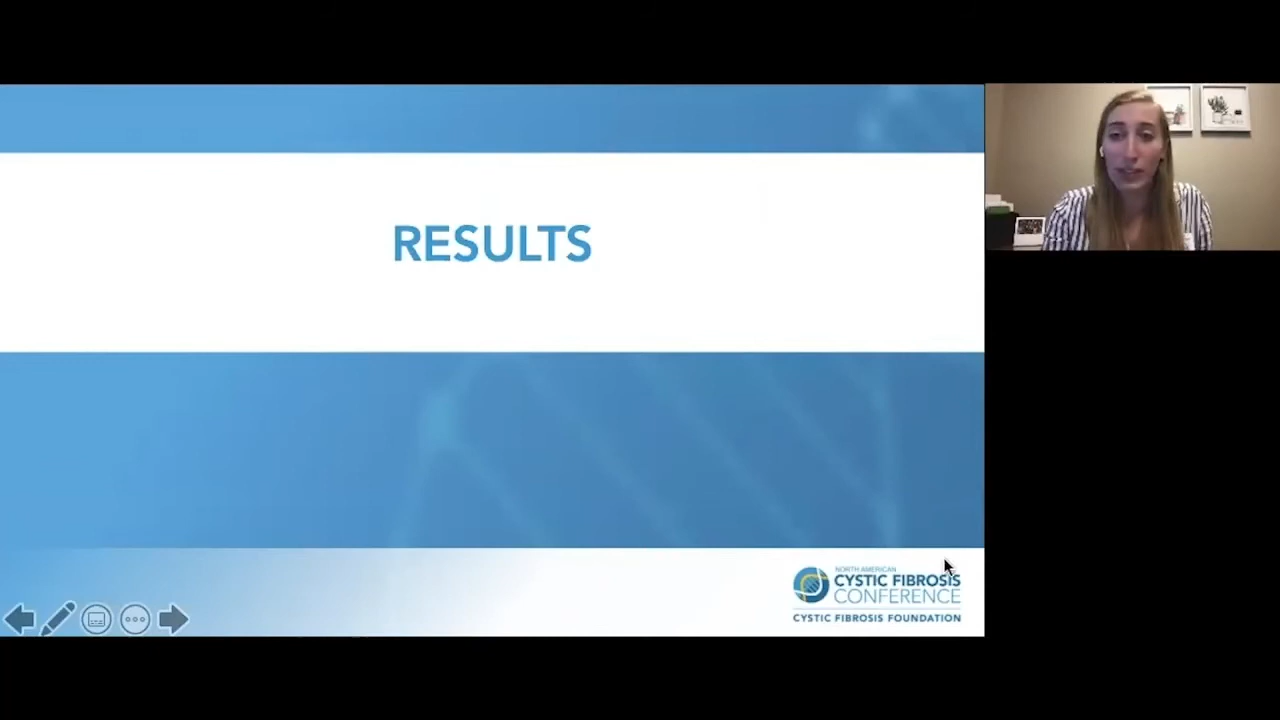 RESULTS
NORTH AMERICAN
CYSTIC FIBROSIS
CONFERENCE
CYSTIC FIBROSIS FOUNDATION